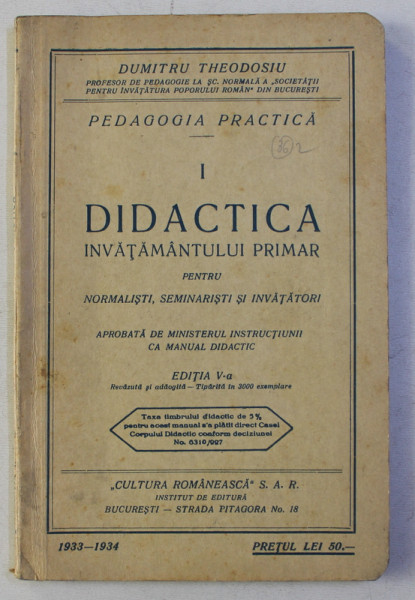 DUMITRU THEODOSIU
PROFESOR DE PEDAGOGIE LA ȘC. NORMALĂ A „SOCIETĂȚII
PENTRU ÎNVĂȚĂTURA POPORULUI ROMÂN" DIN BUCUREȘTI
PEDAGOGIA PRACTICĂ
I
DIDACTICA
INVĂȚĂMÂNTULUI PRIMAR
PENTRU
NORMALIȘTI, SEMINARIȘTI ȘI INVĂȚĂTORI
APROBATĂ DE MINISTERUL INSTRUCȚIUNII
CA MANUAL DIDACTIC
EDIȚIA V-a
Revăzută și adăogită — Tipărită în 3000 exemplare
Taxa timbrului didactic de 5%
pentru acest manual s'a plătit direct Casei
Corpului Didactic conform deciziunei
No. 6310/927
„CULTURA ROMÂNEASCĂ" S. A. R.
INSTITUT DE EDITURĂ
BUCUREȘTI — STRADA PITAGORA No. 18
1933—1934 PREȚUL LEI 50.—